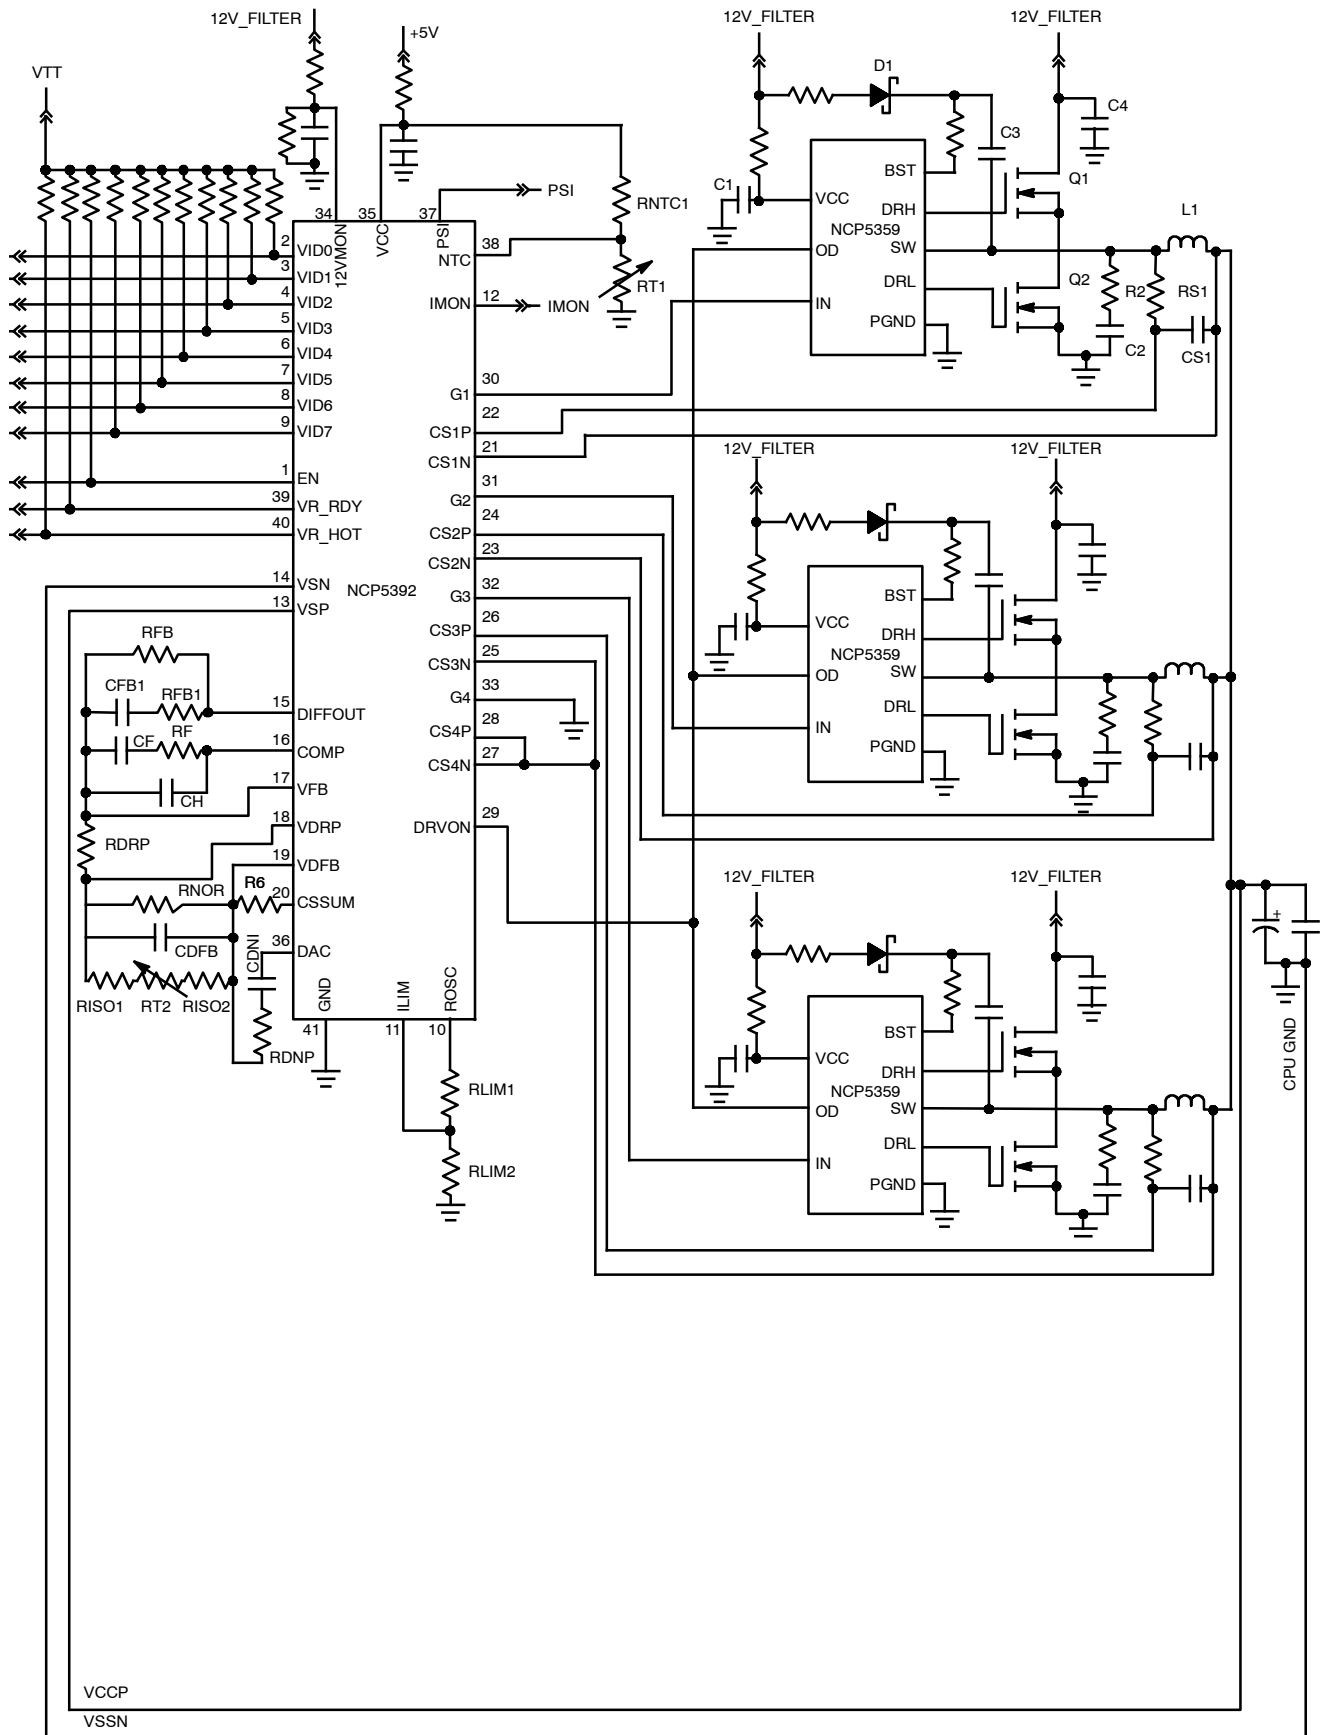 12V_FILTER
+5V
VTT
12V_FILTER
12V_FILTER
D1
C4
C3
Q1
C1
BST
VCC
DRH
NCP5359
SW
OD
DRL
IN
PGND
L1
Q2
R2
RS1
C2
CS1
34
12VMON
35
VCC
37
PSI
PSI
RNTC1
38
NTC
RT1
12
IMON
IMON
2
VID0
3
VID1
4
VID2
5
VID3
6
VID4
7
VID5
8
VID6
9
VID7
1
EN
39
VR_RDY
40
VR_HOT
14
VSN
NCP5392
13
VSP
30
G1
22
CS1P
21
CS1N
31
G2
24
CS2P
23
CS2N
32
G3
26
CS3P
25
CS3N
33
G4
28
CS4P
27
CS4N
29
DRVON
RFB
CFB1
RFB1
15
DIFFOUT
CF
RF
16
COMP
CH
17
VFB
18
VDRP
RDRP
19
VDFB
RNOR
R6
20
CSSUM
CDFB
36
DAC
CDNI
RISO1
RT2
RISO2
RDNP
GND
41
ILIM
11
ROSC
10
RLIM1
RLIM2
12V_FILTER
12V_FILTER
BST
VCC
DRH
NCP5359
SW
OD
DRL
IN
PGND
12V_FILTER
12V_FILTER
BST
VCC
DRH
NCP5359
SW
OD
DRL
IN
PGND
+
CPU GND
VCCP
VSSN